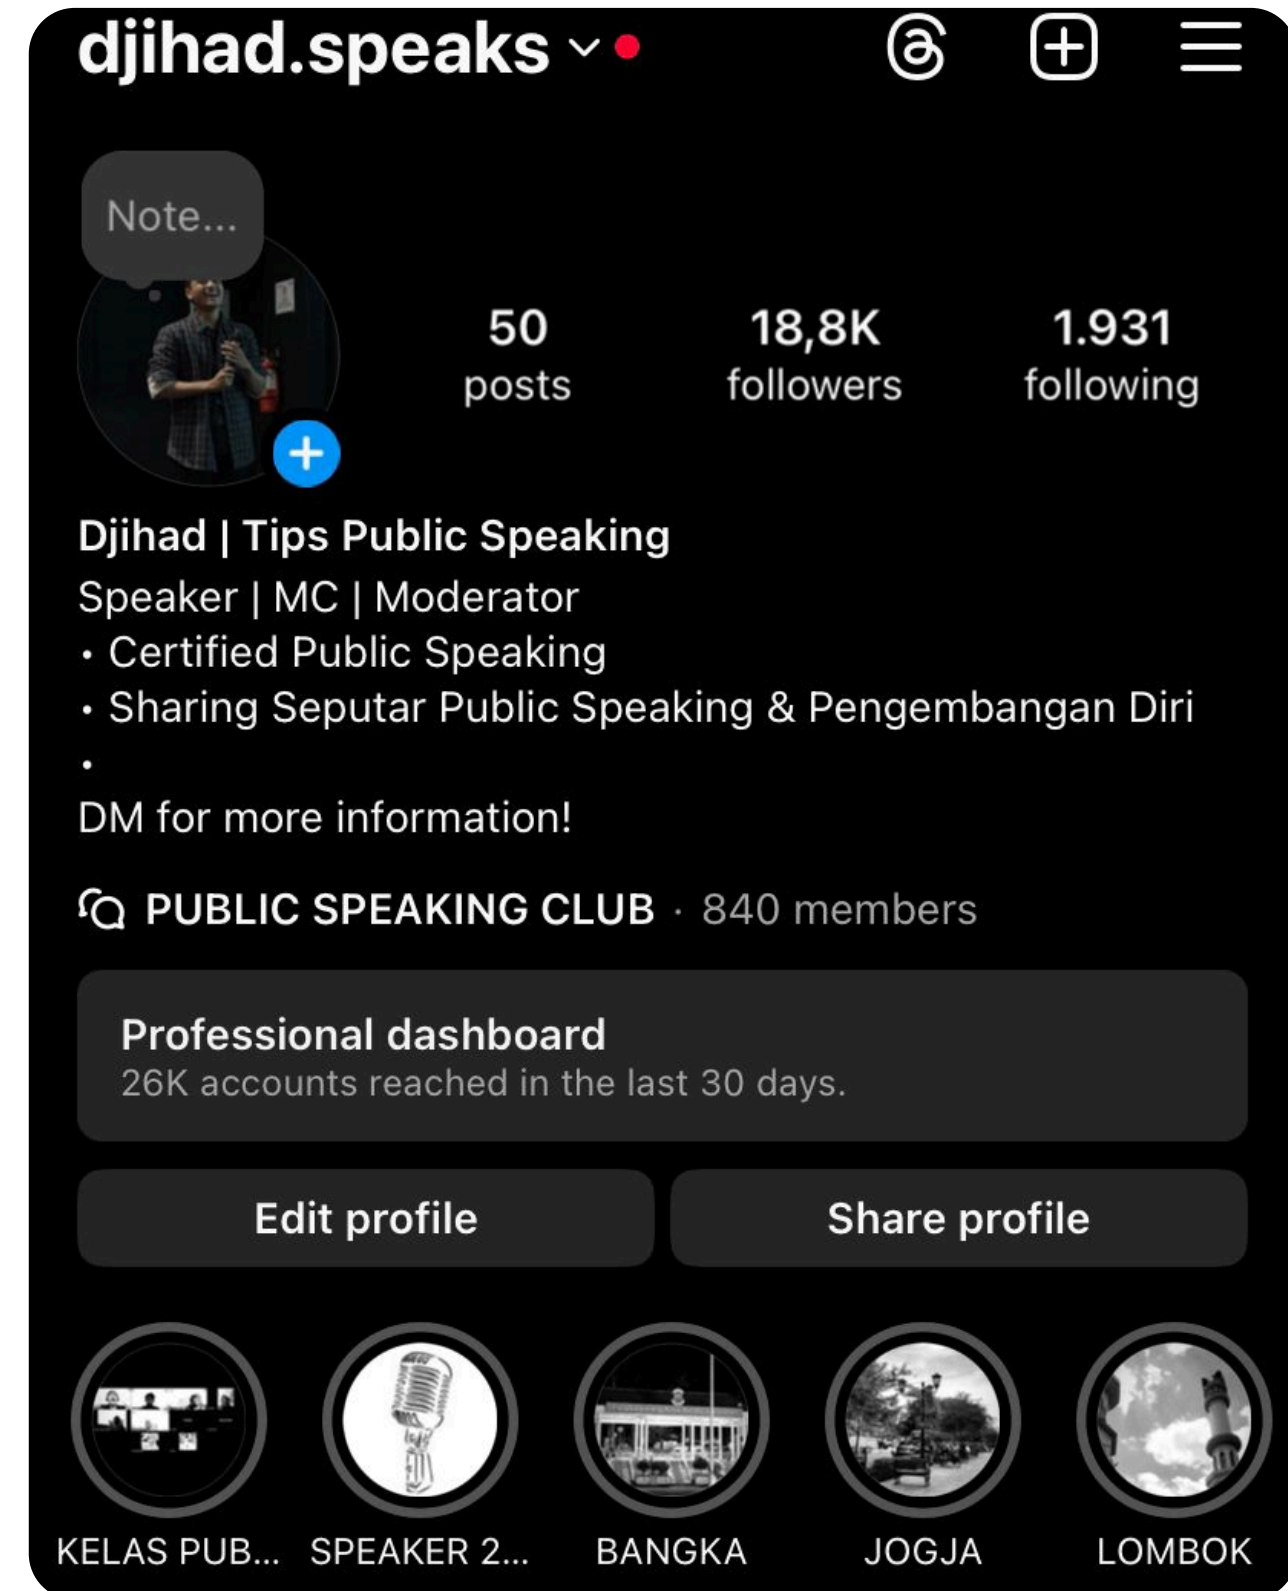 djihad.speaks
Note...
50 18,8K 1.931
posts followers following
Djihad | Tips Public Speaking
Speaker | MC | Moderator
• Certified Public Speaking
• Sharing Seputar Public Speaking & Pengembangan Diri
•
DM for more information!
PUBLIC SPEAKING CLUB · 840 members
Professional dashboard
26K accounts reached in the last 30 days.
Edit profile Share profile
KELAS PUB... SPEAKER 2... BANGKA JOGJA LOMBOK